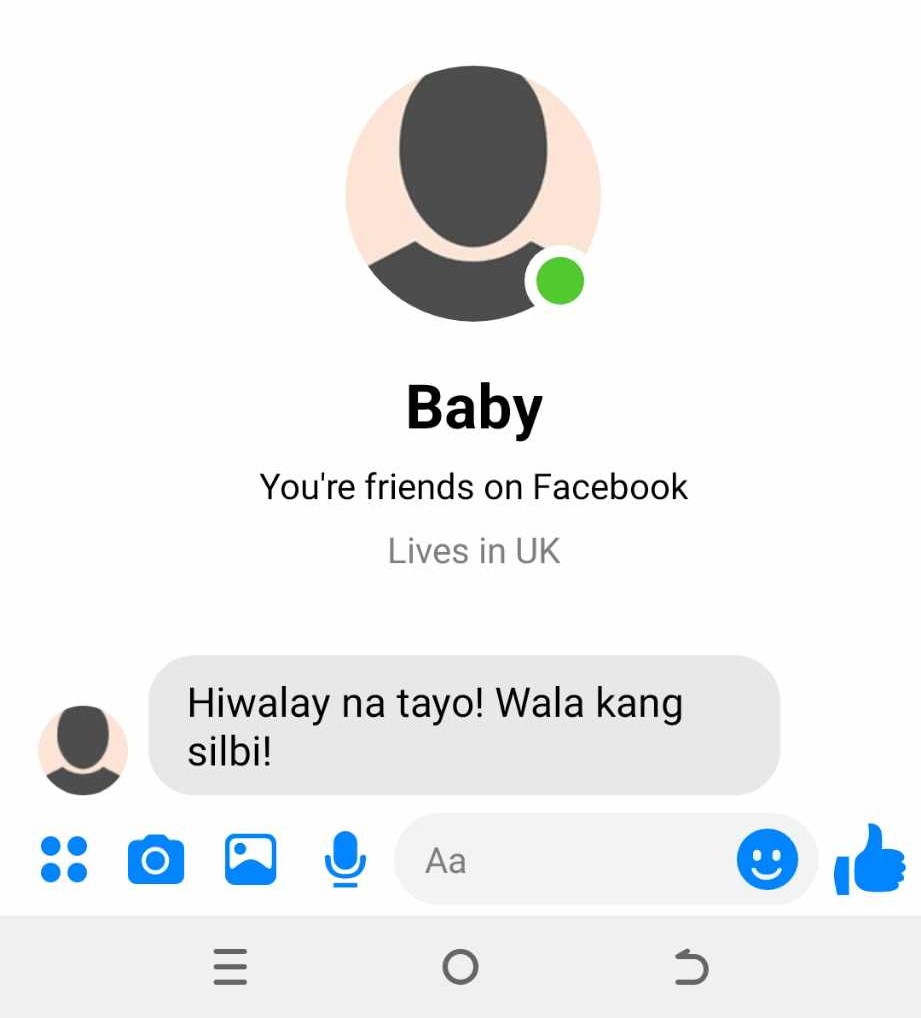 Baby
You're friends on Facebook
Lives in UK
Hiwalay na tayo! Wala kang
silbi!
Aa